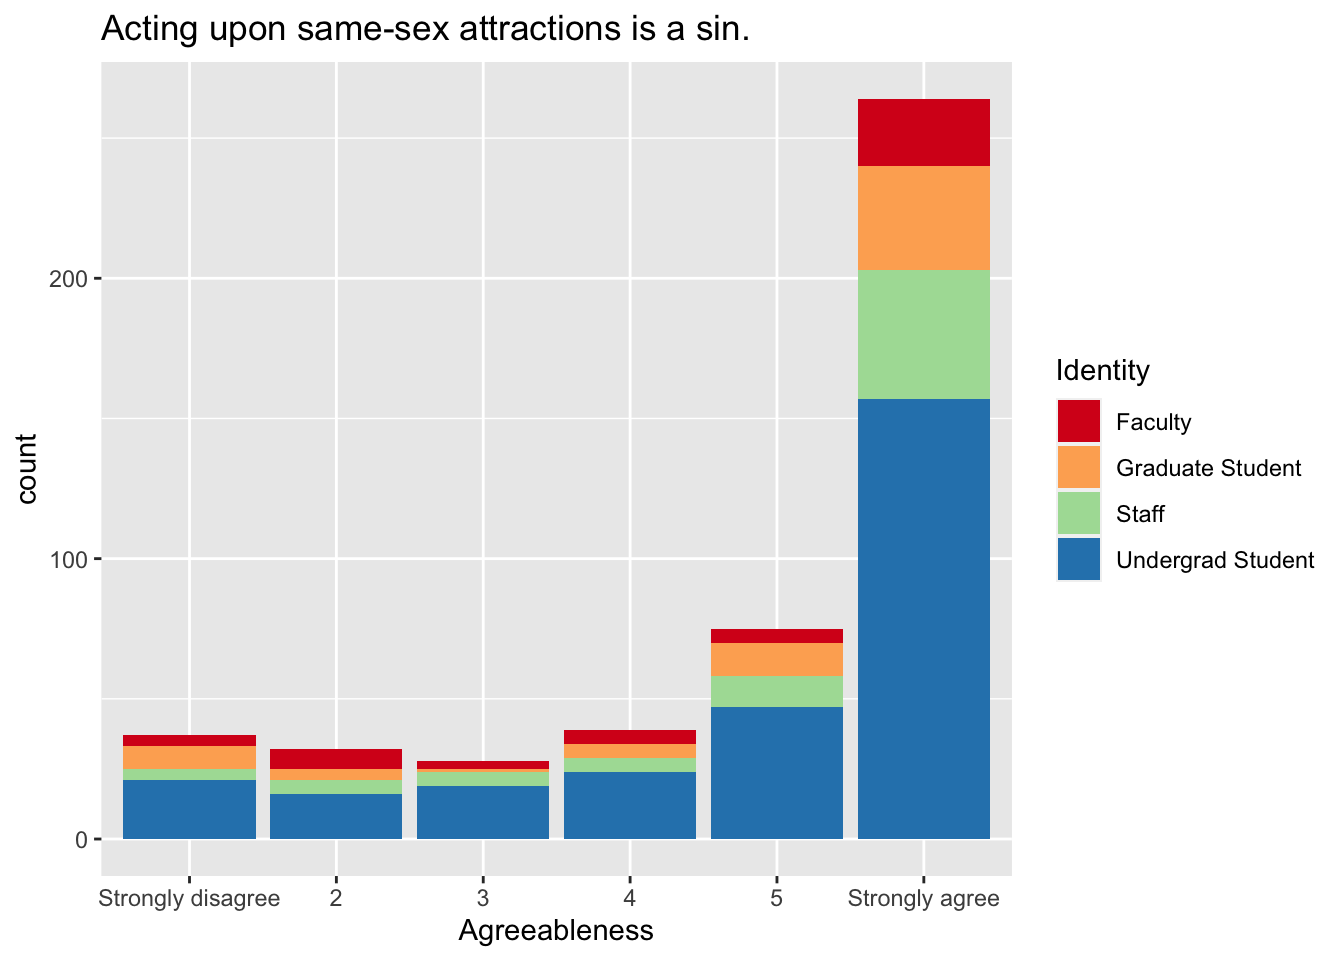 Acting upon same-sex attractions is a sin.
count
200
100
0
Strongly disagree 2 3 4 5 Strongly agree
Agreeableness
Identity
Faculty
Graduate Student
Staff
Undergrad Student